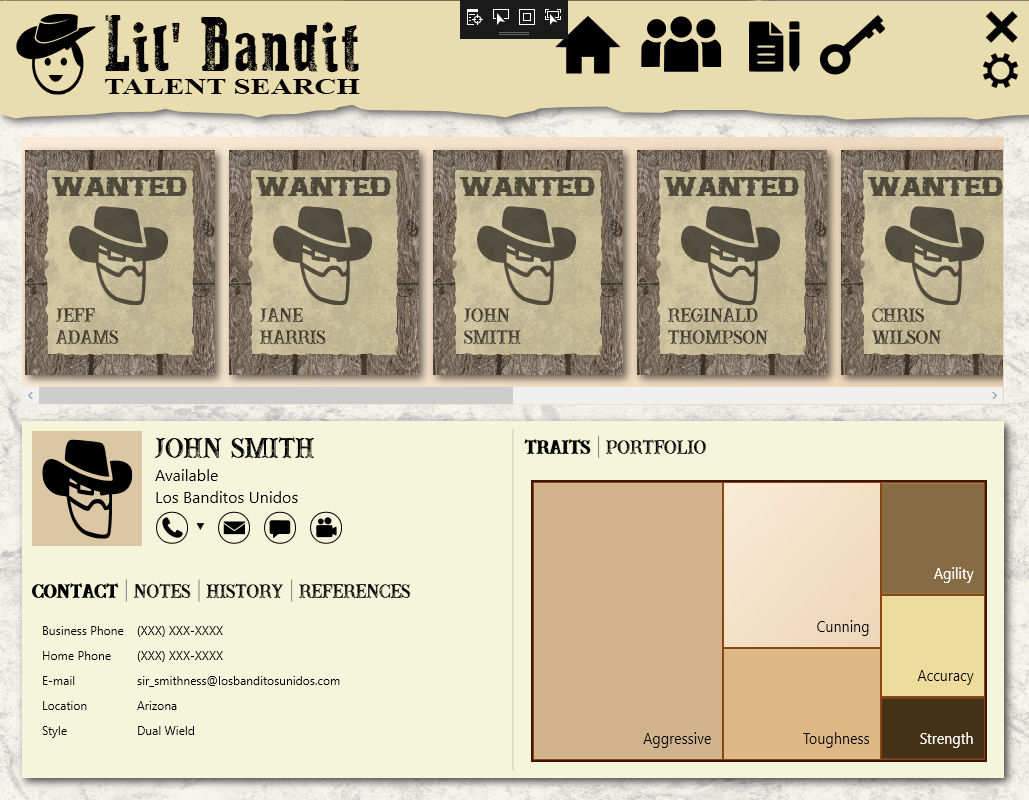 Lil' Bandit
TALENT SEARCH
WANTED
JEFF
ADAMS
WANTED
JANE
HARRIS
WANTED
JOHN
SMITH
WANTED
REGINALD
THOMPSON
WANTED
CHRIS
WILSON
JOHN SMITH
Available
Los Banditos Unidos
CONTACT | NOTES | HISTORY | REFERENCES
Business Phone (XXX) XXX-XXXX
Home Phone (XXX) XXX-XXXX
E-mail sir_smithness@losbanditosunidos.com
Location Arizona
Style Dual Wield
TRAITS | PORTFOLIO
Aggressive
Cunning
Toughness
Agility
Accuracy
Strength